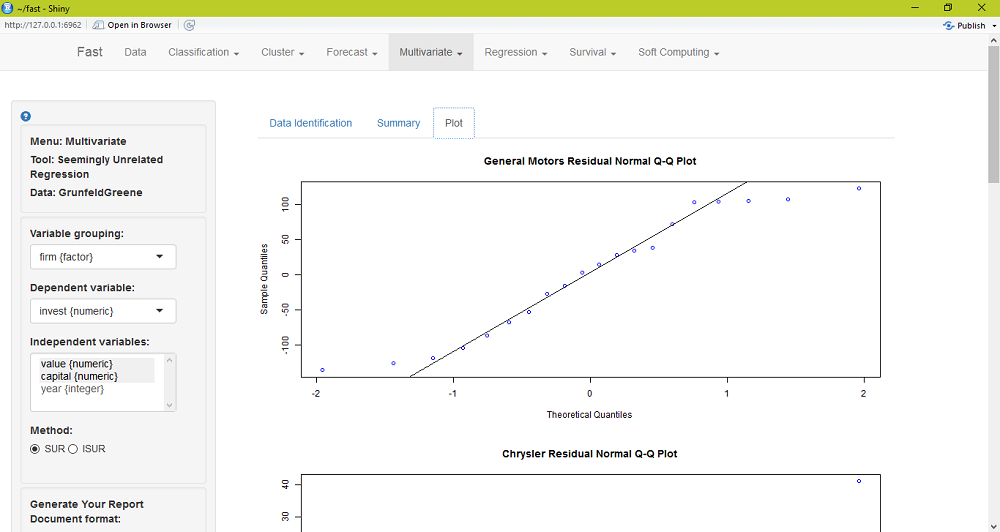 ~/fast - Shiny
http://127.0.0.1:6962 Open in Browser Publish
Fast Data Classification Cluster Forecast Multivariate Regression Survival Soft Computing
Menu: Multivariate
Tool: Seemingly Unrelated
Regression
Data: GrunfeldGreene
Variable grouping:
firm {factor}
Dependent variable:
invest {numeric}
Independent variables:
value {numeric}
capital {numeric}
year {integer}
Method:
SUR ISUR
Generate Your Report
Document format:
Data Identification Summary Plot
General Motors Residual Normal Q-Q Plot
Sample Quantiles
100
50
0
-50
-100
-2 -1 0 1 2
Theoretical Quantiles
Chrysler Residual Normal Q-Q Plot
40
30